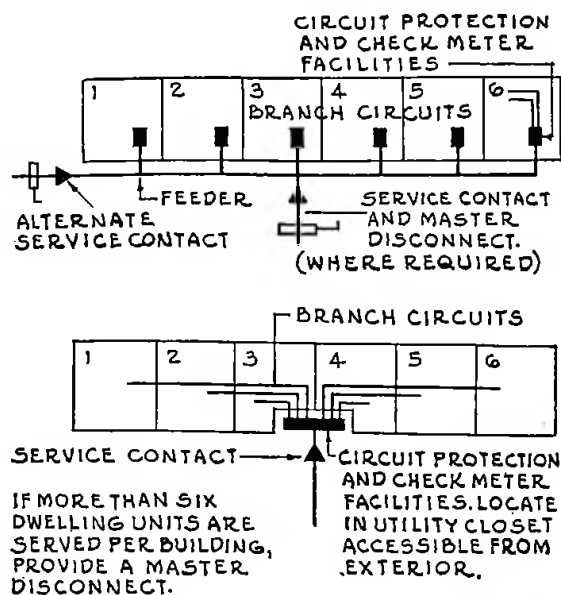 CIRCUIT PROTECTION
AND CHECK METER
FACILITIES
1 2 3 4 5 6
BRANCH CIRCUITS
FEEDER
ALTERNATE
SERVICE CONTACT
SERVICE CONTACT
AND MASTER
DISCONNECT.
(WHERE REQUIRED)
BRANCH CIRCUITS
1 2 3 4 5 6
SERVICE CONTACT
IF MORE THAN SIX
DWELLING UNITS ARE
SERVED PER BUILDING,
PROVIDE A MASTER
DISCONNECT.
CIRCUIT PROTECTION
AND CHECK METER
FACILITIES. LOCATE
IN UTILITY CLOSET
ACCESSIBLE FROM
EXTERIOR.